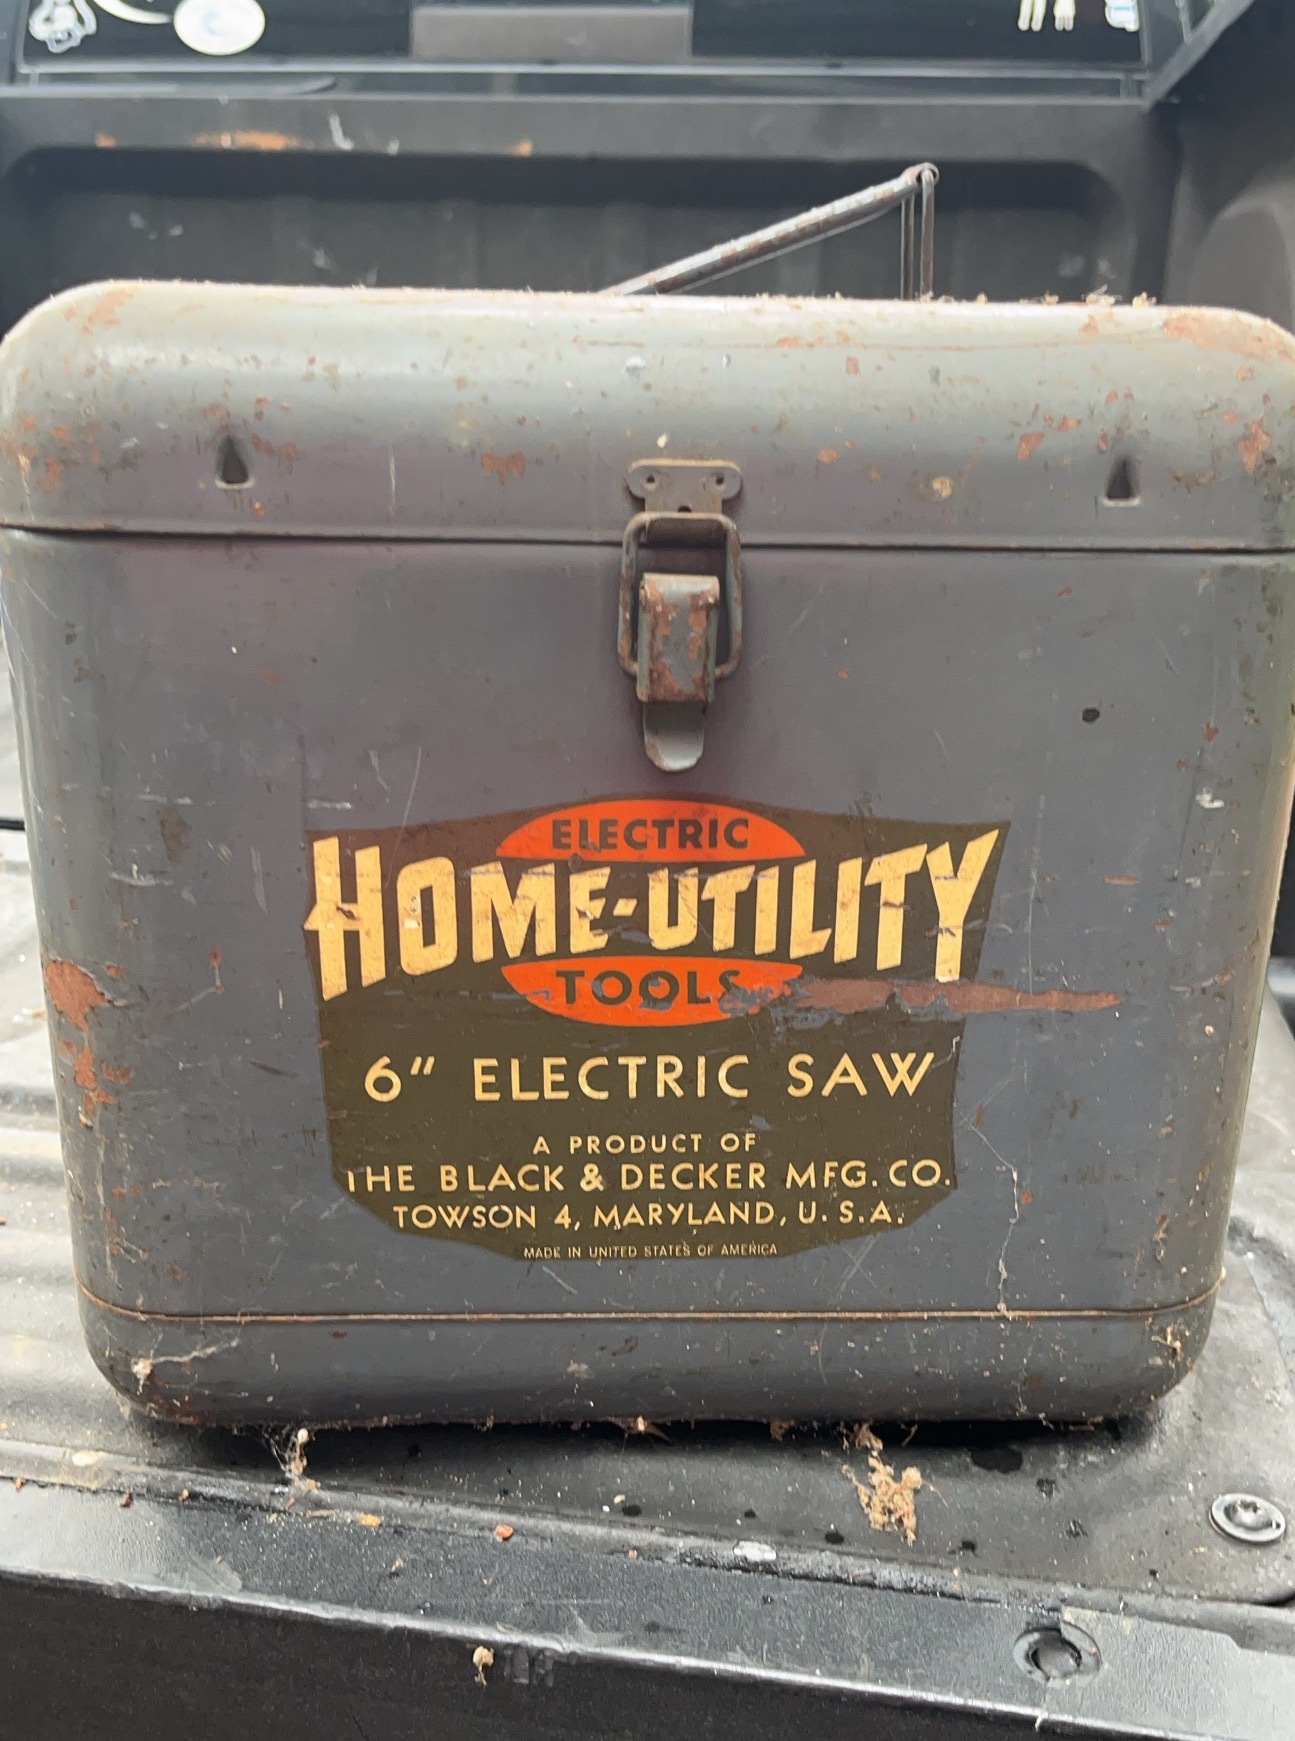 ELECTRIC
HOME-UTILITY
TOOLS
6" ELECTRIC SAW
A PRODUCT OF
THE BLACK & DECKER MFG. CO.
TOWSON 4, MARYLAND, U. S. A.
MADE IN UNITED STATES OF AMERICA